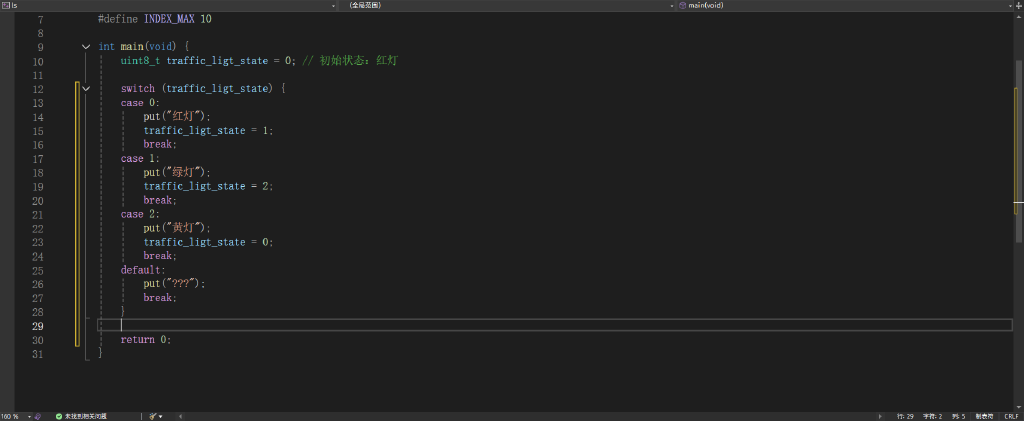 ls (全局范围) main(void)
7 #define INDEX_MAX 10
8
9 int main(void) {
10 uint8_t traffic_ligt_state = 0; // 初始状态: 红灯
11
12 switch (traffic_ligt_state) {
13 case 0:
14 put("红灯");
15 traffic_ligt_state = 1;
16 break;
17 case 1:
18 put("绿灯");
19 traffic_ligt_state = 2;
20 break;
21 case 2:
22 put("黄灯");
23 traffic_ligt_state = 0;
24 break;
25 default:
26 put("???");
27 break;
28 }
29
30 return 0;
31 }
160 % 未找到相关问题 行: 29 字符: 2 列: 5 制表符 CRLF